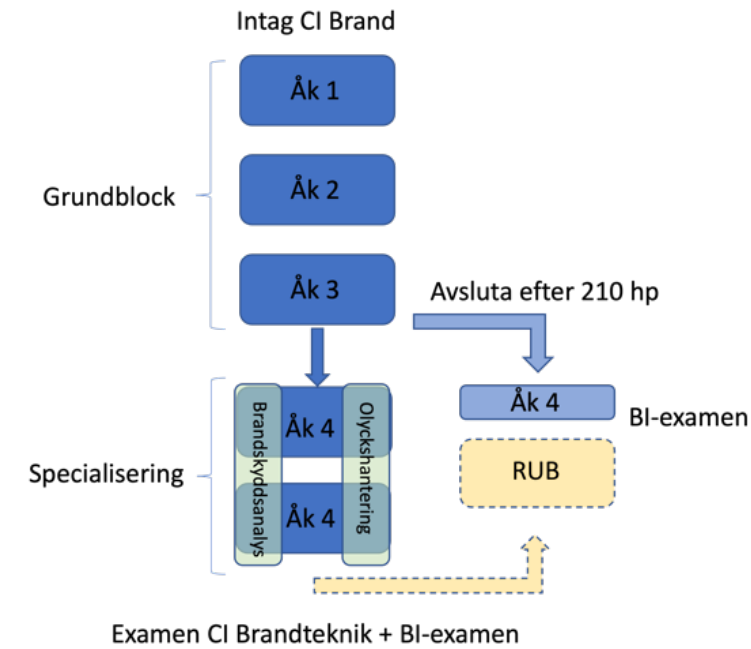 Intag CI Brand
Åk 1
Åk 2
Grundblock
Åk 3
Avsluta efter 210 hp
Åk 4
BI-examen
RUB
Specialisering
Brandskyddsanalys
Åk 4
Åk 4
Olyckshantering
Examen CI Brandteknik + BI-examen